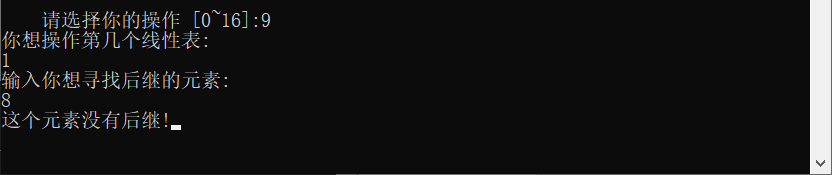 请选择你的操作 [0~16]:9
你想操作第几个线性表:
1
输入你想寻找后继的元素:
8
这个元素没有后继!